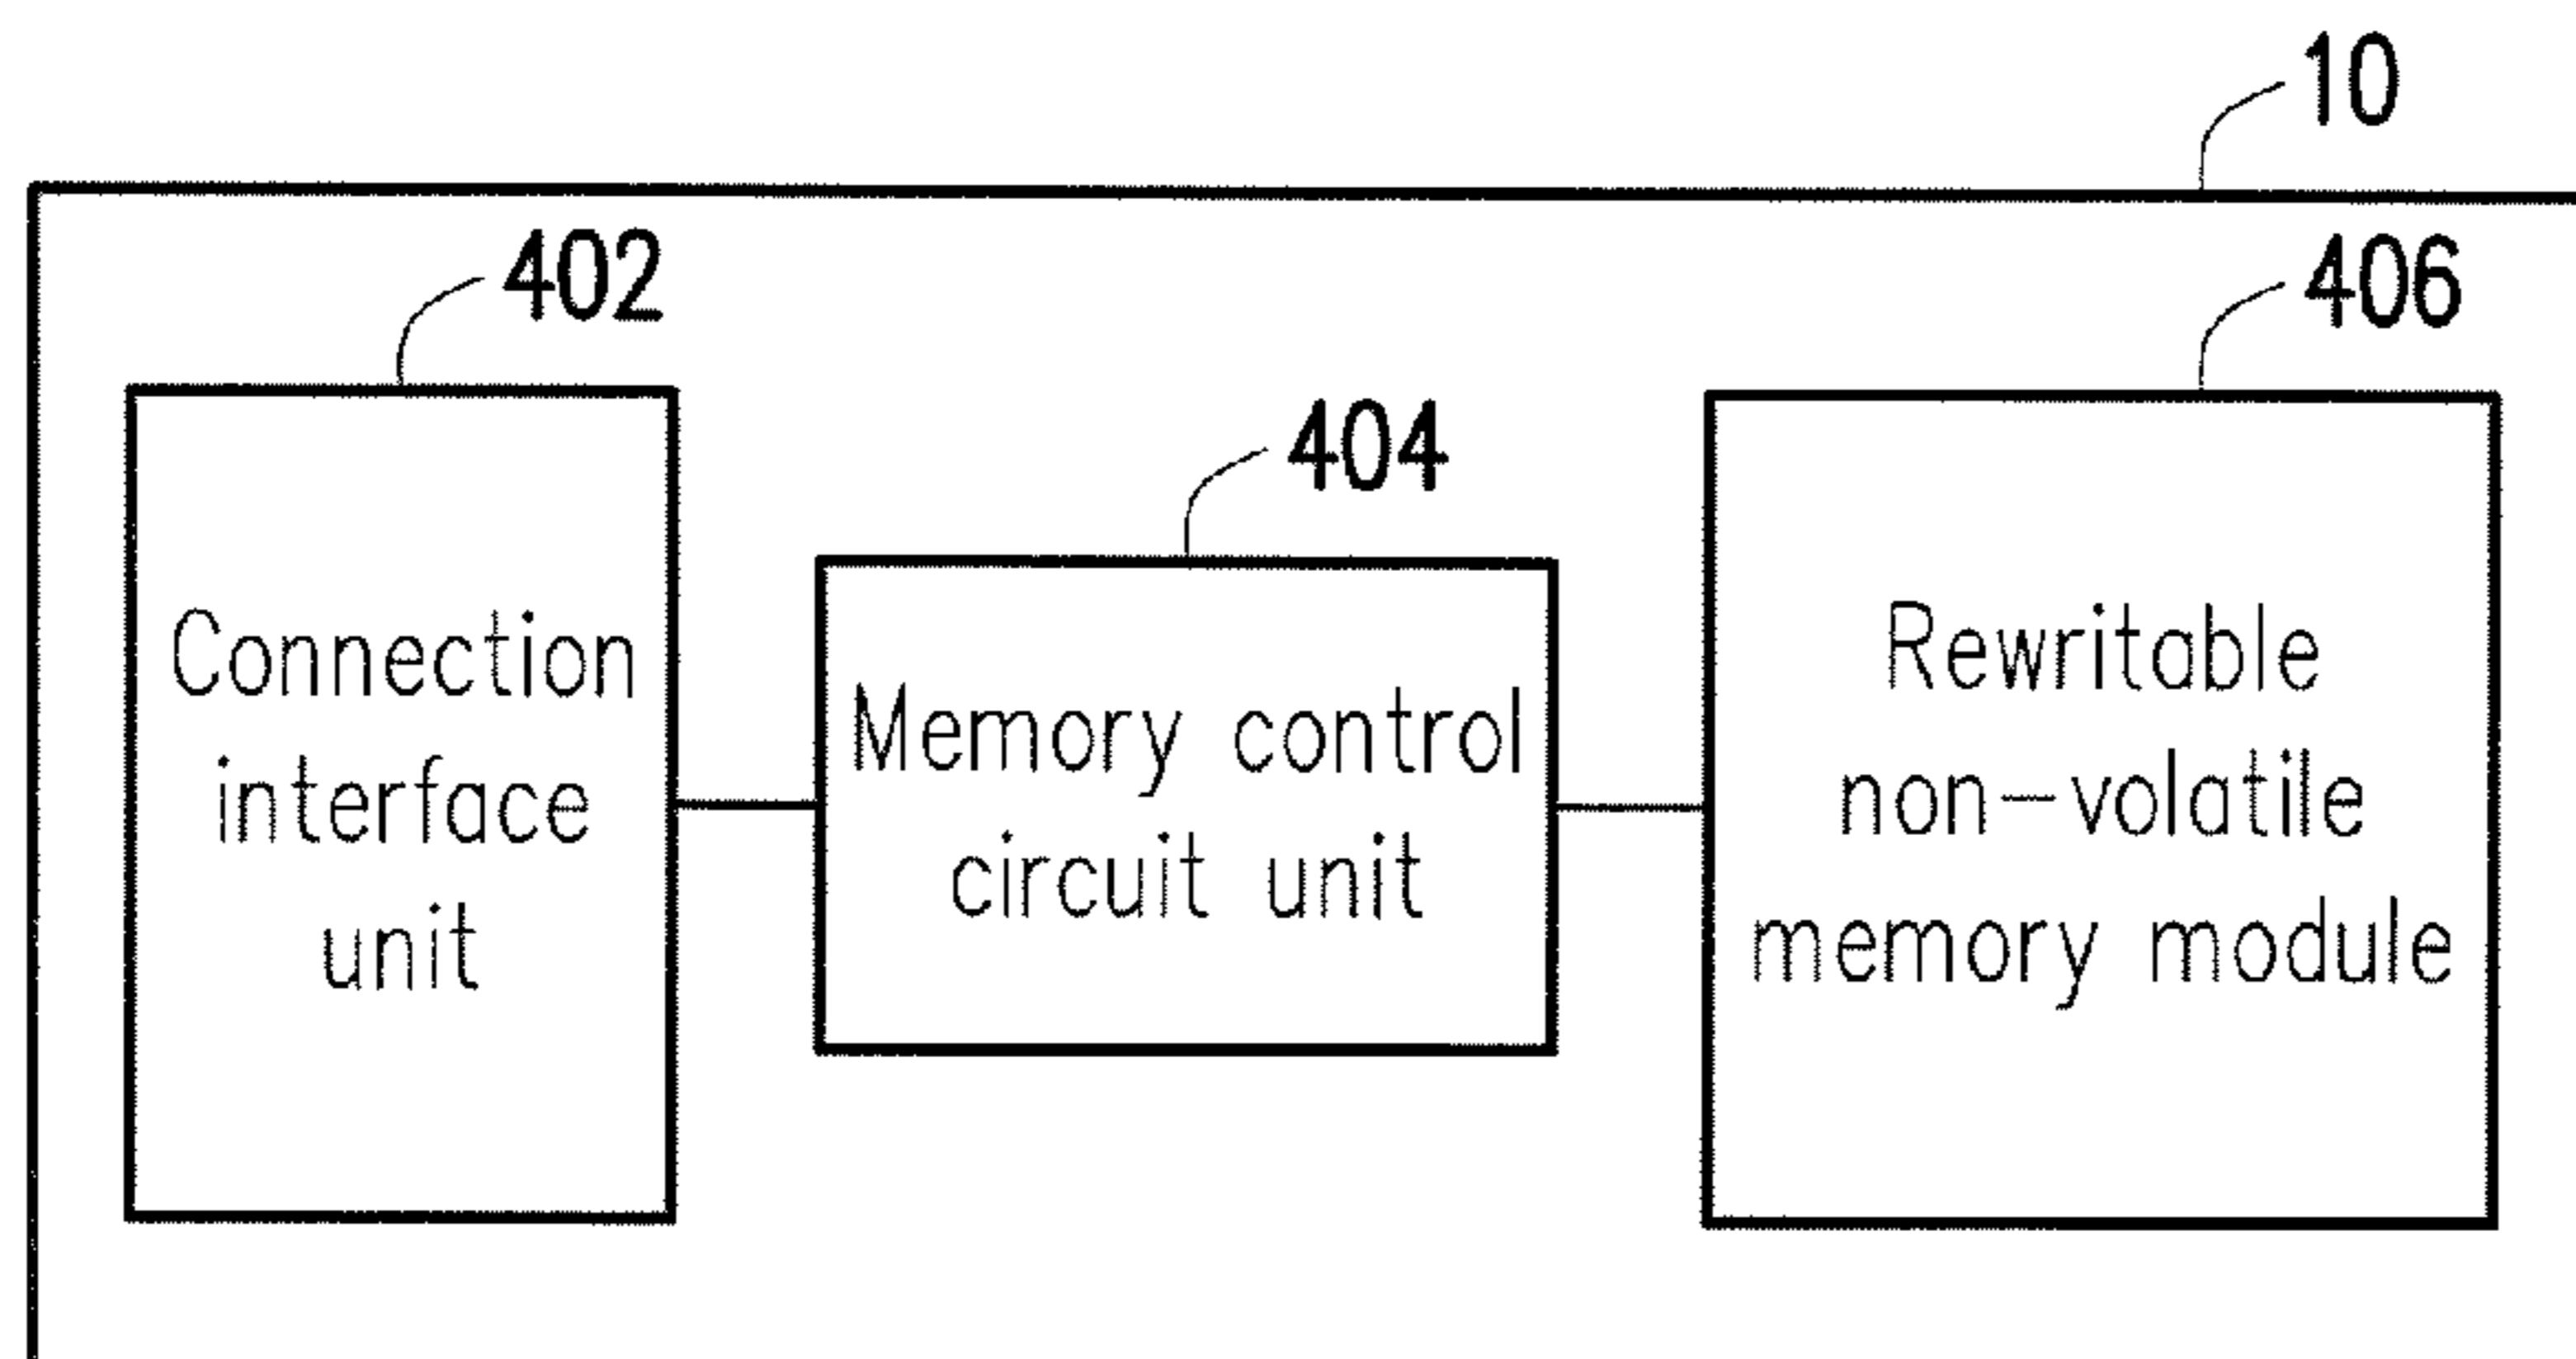 10
402
406
404
Connection
interface
unit
Memory control
circuit unit
Rewritable
non-volatile
memory module